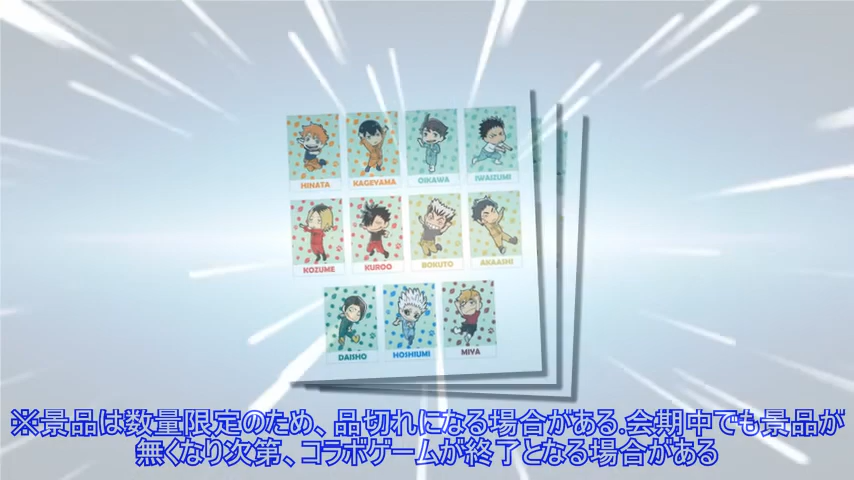 HINATA
KAGEYAMA
OIKAWA
IWAIZUMI
KOZUME
KUROO
BOKUTO
AKAASHI
DAISHO
HOSHIUMI
MIYA
※景品は数量限定のため、品切れになる場合がある.会期中でも景品が
無くなり次第、コラボゲームが終了となる場合がある